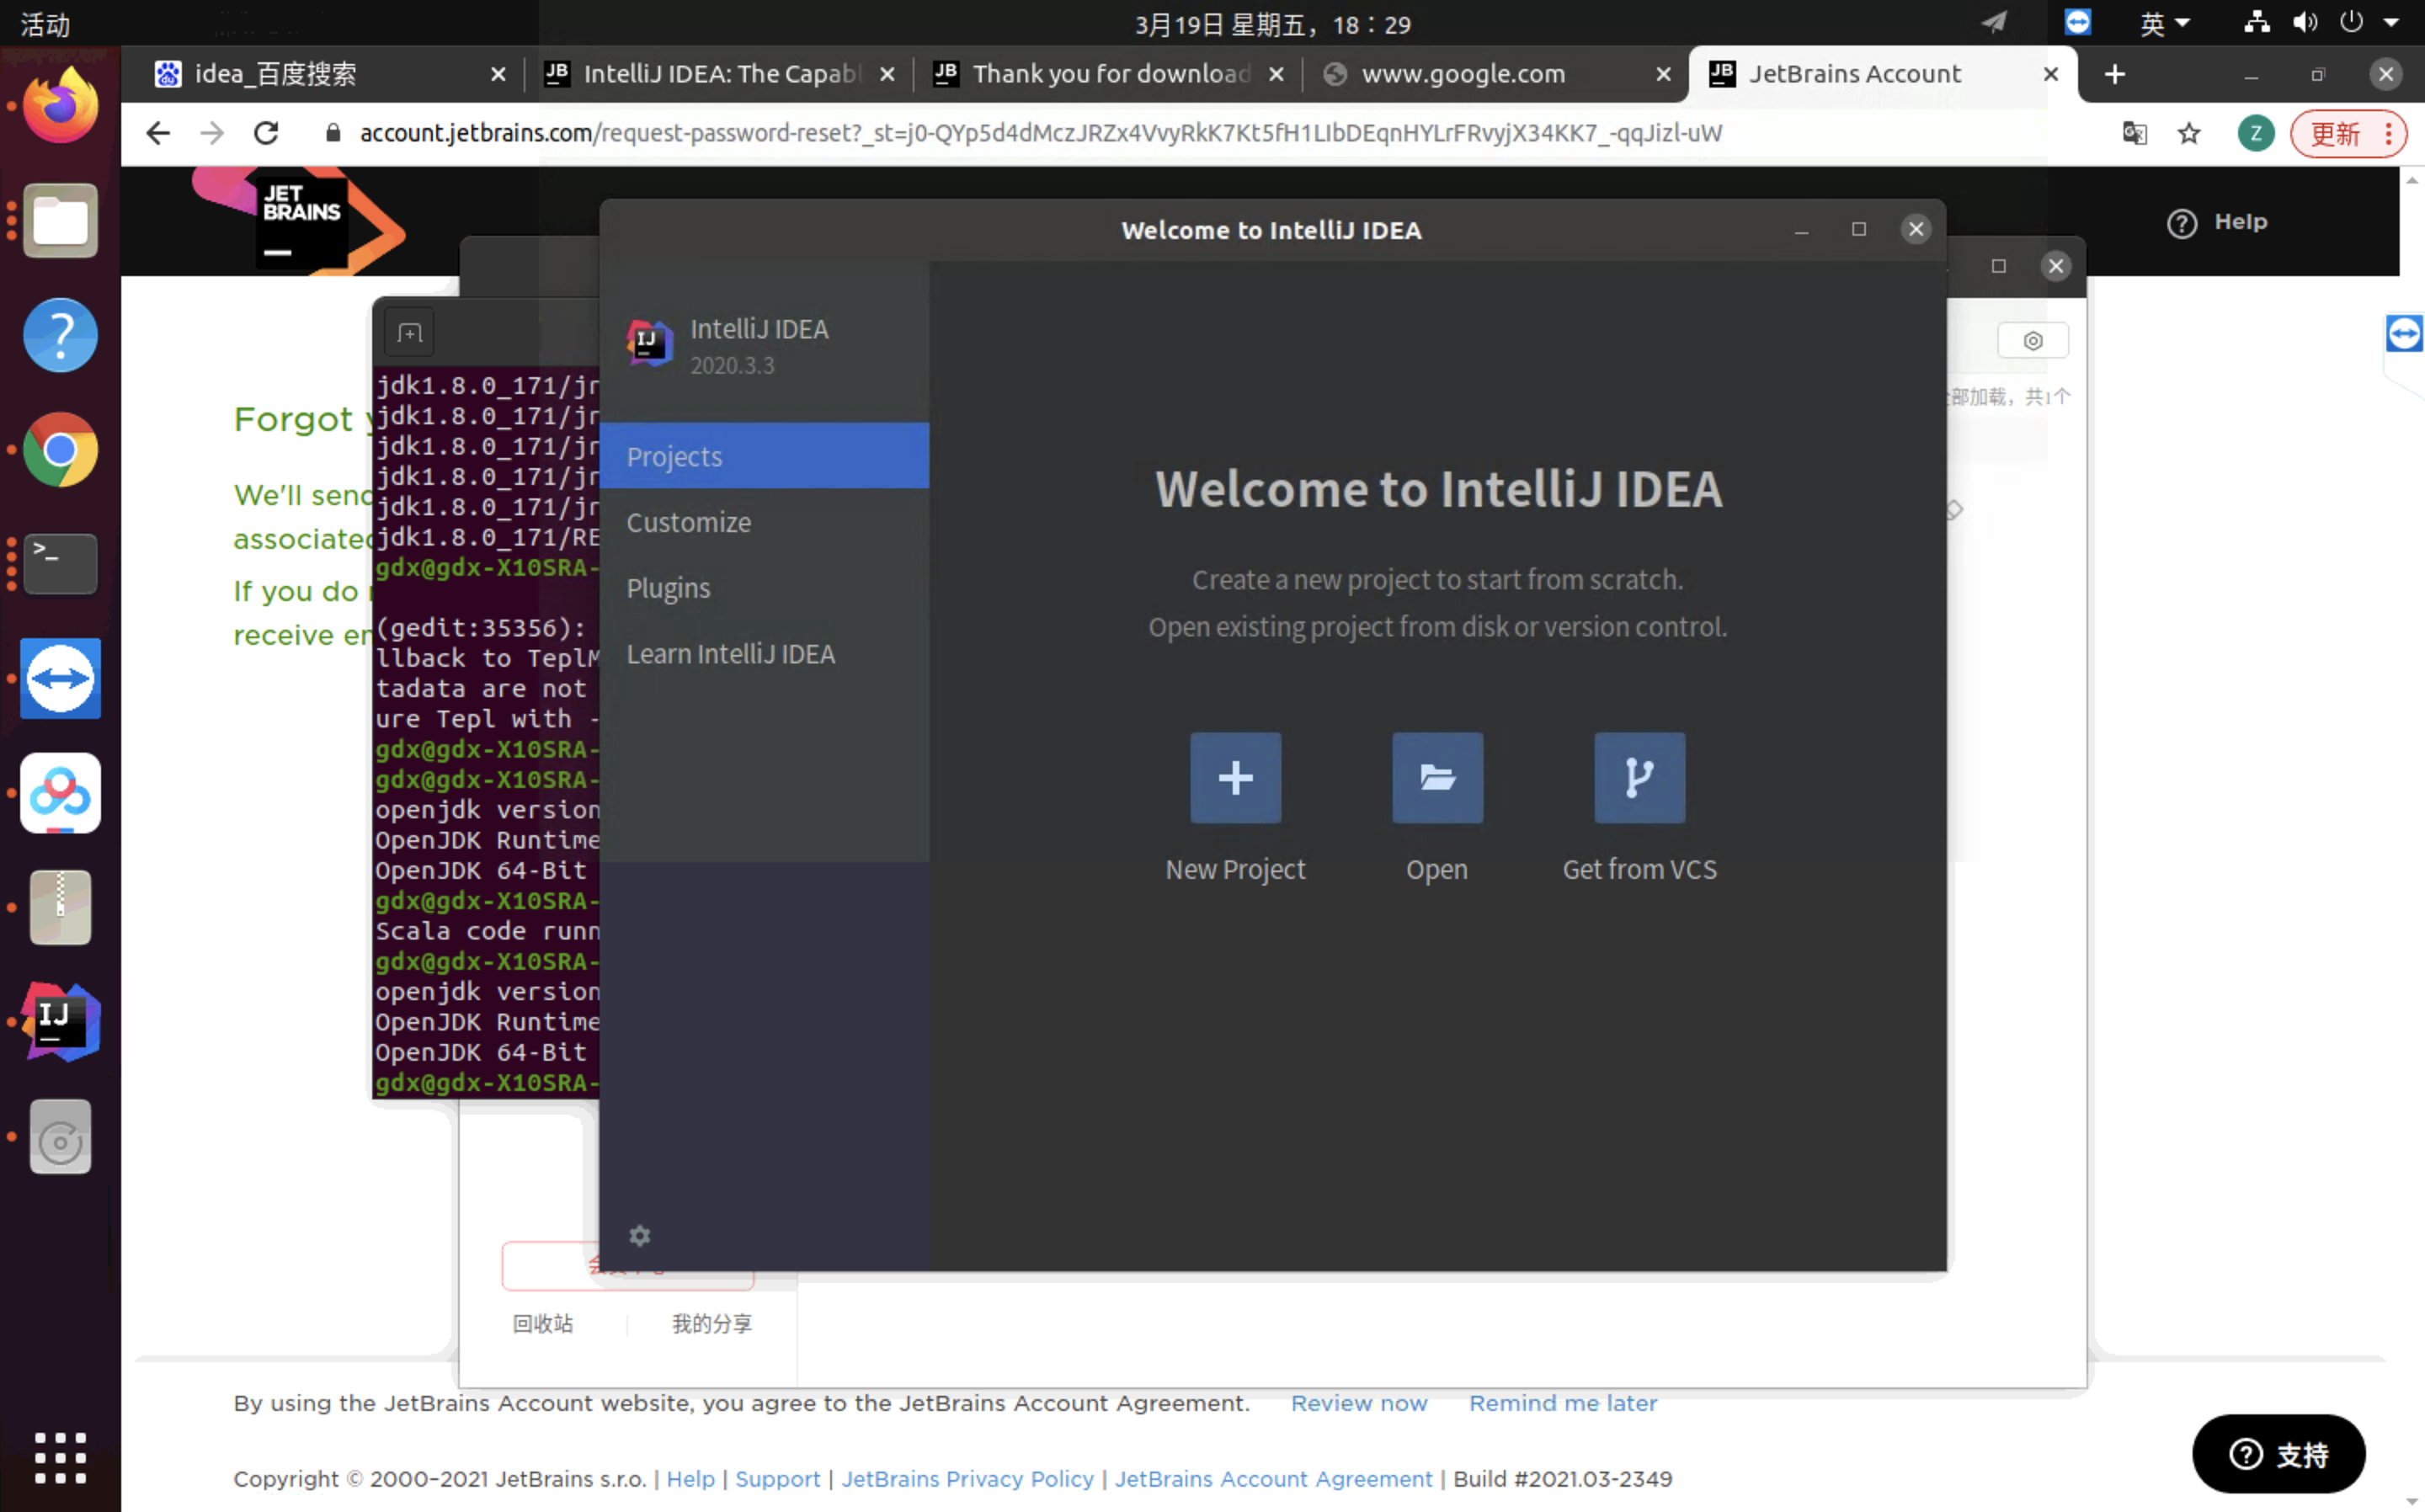 活动
3月19日 星期五, 18：29
英
idea_百度搜索
IntelliJ IDEA: The Capabl
Thank you for download
www.google.com
JetBrains Account
account.jetbrains.com/request-password-reset?_st=j0-QYp5d4dMczJRZx4VvyRkK7Kt5fH1LIbDEqnHYLrFRvyjX34KK7_-qqJizl-uW
Z
更新
JET
BRAINS
Help
Welcome to IntelliJ IDEA
IntelliJ IDEA
2020.3.3
Projects
Customize
Plugins
Learn IntelliJ IDEA
Welcome to IntelliJ IDEA
Create a new project to start from scratch.
Open existing project from disk or version control.
New Project
Open
Get from VCS
部加载，共1个
Forgot
We'll send
associated
If you do
receive
jdk1.8.0_171/jr
jdk1.8.0_171/jr
jdk1.8.0_171/jr
jdk1.8.0_171/jr
jdk1.8.0_171/jr
jdk1.8.0_171/RE
gdx@gdx-X10SRA-
(gedit:35356):
llback to TeplM
tadata are not
ure Tepl with -
gdx@gdx-X10SRA-
gdx@gdx-X10SRA-
openjdk version
OpenJDK Runtime
OpenJDK 64-Bit
gdx@gdx-X10SRA-
Scala code runn
gdx@gdx-X10SRA-
openjdk version
OpenJDK Runtime
OpenJDK 64-Bit
gdx@gdx-X10SRA-
回收站
我的分享
By using the JetBrains Account website, you agree to the JetBrains Account Agreement. Review now Remind me later
支持
Copyright © 2000–2021 JetBrains s.r.o. | Help | Support | JetBrains Privacy Policy | JetBrains Account Agreement | Build #2021.03-2349